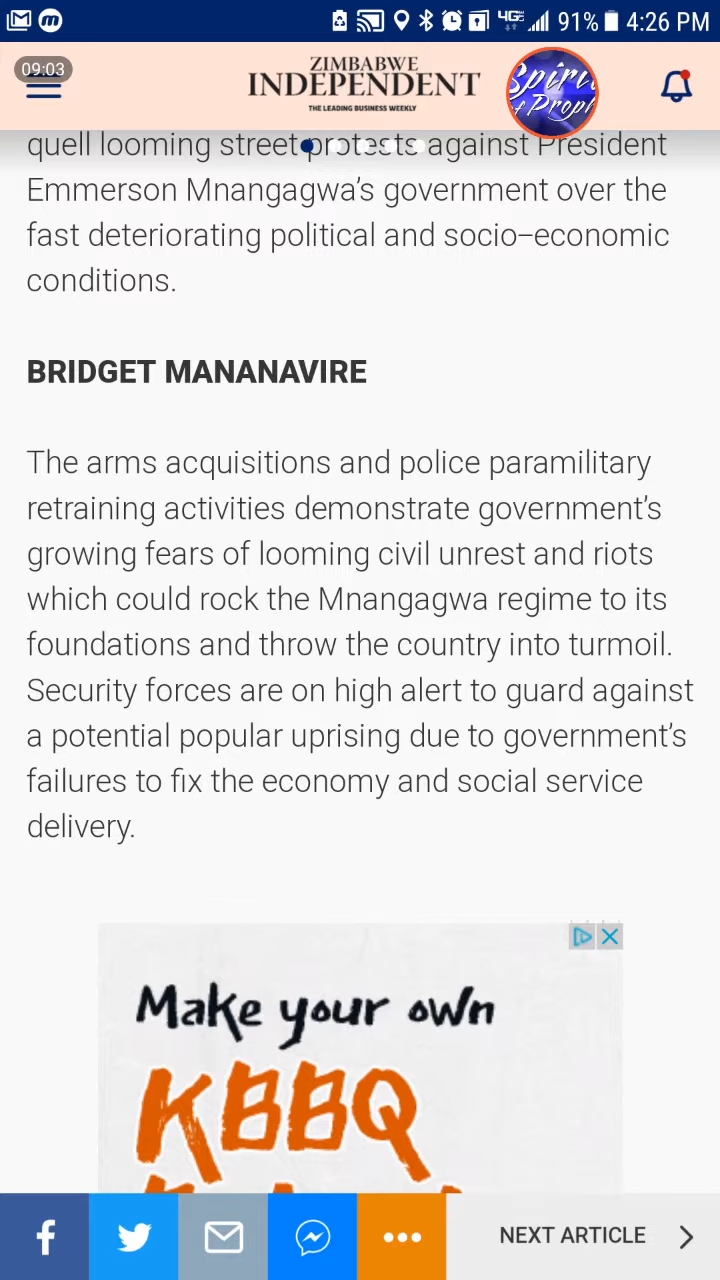 91% 4:26 PM
09:03
ZIMBABWE
INDEPENDENT
THE LEADING BUSINESS WEEKLY
Spiri
of Proph
quell looming street protests against President
Emmerson Mnangagwa's government over the
fast deteriorating political and socio–economic
conditions.
BRIDGET MANANAVIRE
The arms acquisitions and police paramilitary
retraining activities demonstrate government's
growing fears of looming civil unrest and riots
which could rock the Mnangagwa regime to its
foundations and throw the country into turmoil.
Security forces are on high alert to guard against
a potential popular uprising due to government's
failures to fix the economy and social service
delivery.
Make your own
KBBQ
NEXT ARTICLE